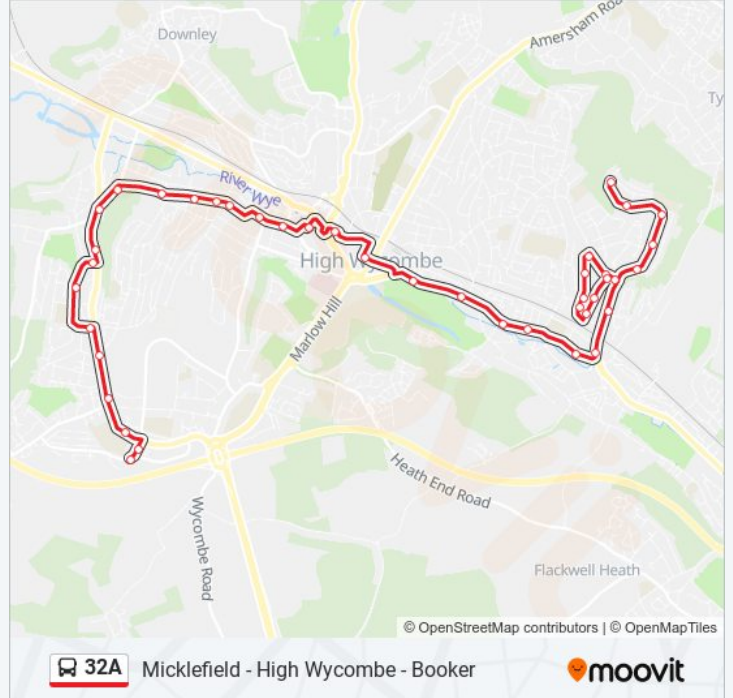 Downley
Amersham Roa
Ty
River Wye
High Wycombe
Marlow Hill
Heath End Road
Wycombe Road
Flackwell Heath
© OpenStreetMap contributors | © OpenMapTiles
32A Micklefield - High Wycombe - Booker
moovit